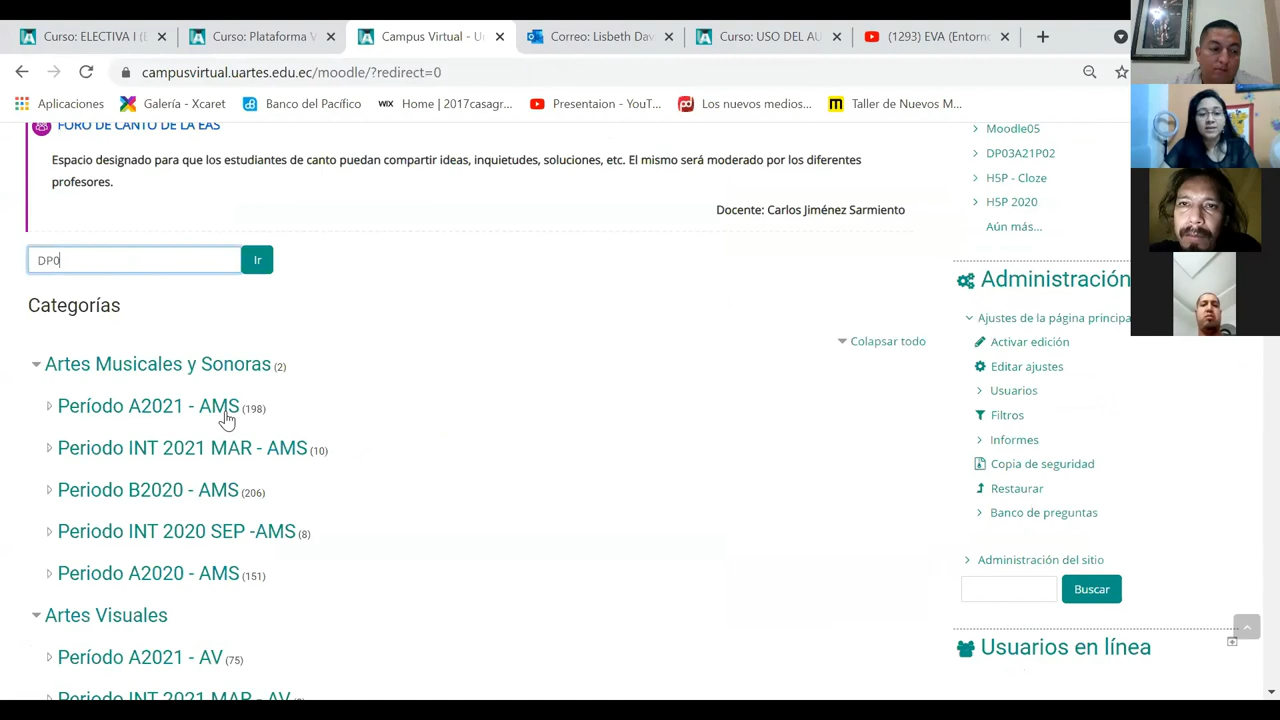 Curso: ELECTIVA I (E
Curso: Plataforma V
Campus Virtual - U
Correo: Lisbeth Dav
Curso: USO DEL AU
(1293) EVA (Entorn
campusvirtual.uartes.edu.ec/moodle/?redirect=0
Aplicaciones
Galería - Xcaret
Banco del Pacífico
WIX Home | 2017casagr...
Presentaion - YouT...
Los nuevos medios...
Taller de Nuevos M...
FORO DE CANTO DE LA EAS
Espacio designado para que los estudiantes de canto puedan compartir ideas, inquietudes, soluciones, etc. El mismo será moderado por los diferentes
profesores.
Docente: Carlos Jiménez Sarmiento
DP0
Ir
Categorías
Colapsar todo
Artes Musicales y Sonoras (2)
Período A2021 - AMS (198)
Periodo INT 2021 MAR - AMS (10)
Periodo B2020 - AMS (206)
Periodo INT 2020 SEP -AMS (8)
Periodo A2020 - AMS (151)
Artes Visuales
Período A2021 - AV (75)
Periodo INT 2021 MAR - AV
Moodle05
DP03A21P02
H5P - Cloze
H5P 2020
Aún más...
Administración
Ajustes de la página principa
Activar edición
Editar ajustes
Usuarios
Filtros
Informes
Copia de seguridad
Restaurar
Banco de preguntas
Administración del sitio
Buscar
Usuarios en línea